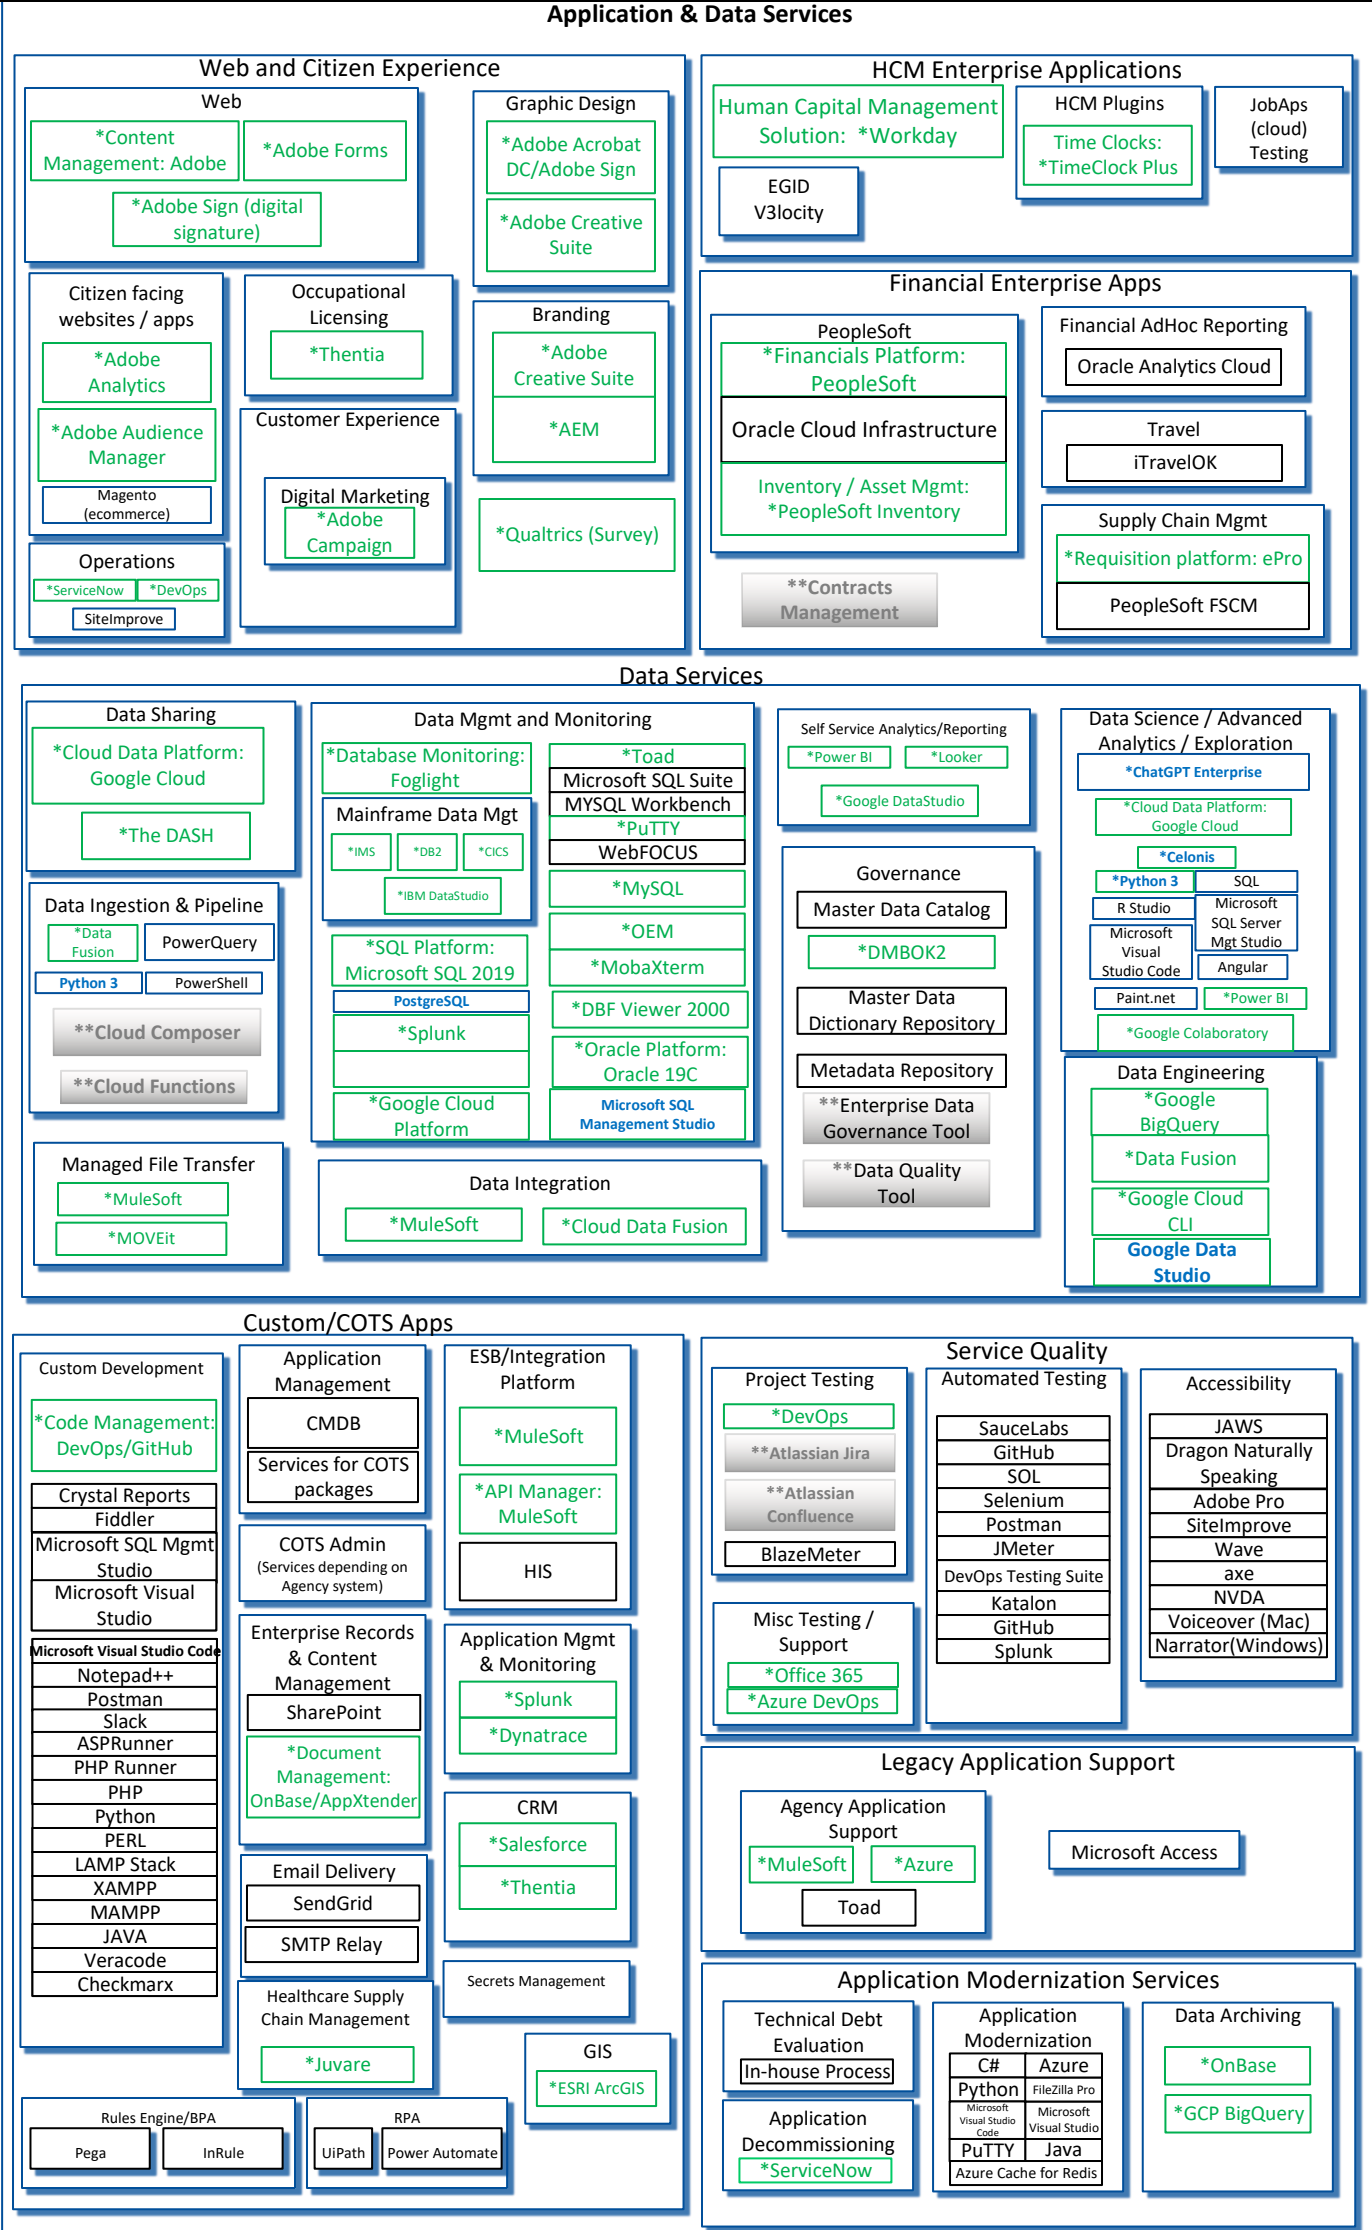 Application & Data Services
Web and Citizen Experience
Web
*Content
Management: Adobe
*Adobe Forms
*Adobe Sign (digital
signature)
Graphic Design
*Adobe Acrobat
DC/Adobe Sign
*Adobe Creative
Suite
Citizen facing
websites / apps
*Adobe
Analytics
*Adobe Audience
Manager
Magento
(ecommerce)
Occupational
Licensing
*Thentia
Branding
*Adobe
Creative Suite
*AEM
Customer Experience
Digital Marketing
*Adobe
Campaign
*Qualtrics (Survey)
Operations
*ServiceNow
*DevOps
SiteImprove
HCM Enterprise Applications
Human Capital Management
Solution: *Workday
HCM Plugins
Time Clocks:
*TimeClock Plus
JobAps
(cloud)
Testing
EGID
V3locity
Financial Enterprise Apps
PeopleSoft
*Financials Platform:
PeopleSoft
Oracle Cloud Infrastructure
Inventory / Asset Mgmt:
*PeopleSoft Inventory
**Contracts
Management
Financial AdHoc Reporting
Oracle Analytics Cloud
Travel
iTravelOK
Supply Chain Mgmt
*Requisition platform: ePro
PeopleSoft FSCM
Data Services
Data Sharing
*Cloud Data Platform:
Google Cloud
*The DASH
Data Ingestion & Pipeline
*Data
Fusion
PowerQuery
Python 3
PowerShell
**Cloud Composer
**Cloud Functions
Managed File Transfer
*MuleSoft
*MOVEit
Data Mgmt and Monitoring
*Database Monitoring:
Foglight
Mainframe Data Mgt
*IMS
*DB2
*CICS
*IBM DataStudio
*SQL Platform:
Microsoft SQL 2019
PostgreSQL
*Splunk
*Google Cloud
Platform
*Toad
Microsoft SQL Suite
MYSQL Workbench
*PuTTY
WebFOCUS
*MySQL
*OEM
*MobaXterm
*DBF Viewer 2000
*Oracle Platform:
Oracle 19C
Microsoft SQL
Management Studio
Data Integration
*MuleSoft
*Cloud Data Fusion
Self Service Analytics/Reporting
*Power BI
*Looker
*Google DataStudio
Governance
Master Data Catalog
*DMBOK2
Master Data
Dictionary Repository
Metadata Repository
**Enterprise Data
Governance Tool
**Data Quality
Tool
Data Science / Advanced
Analytics / Exploration
*ChatGPT Enterprise
*Cloud Data Platform:
Google Cloud
*Celonis
*Python 3
SQL
R Studio
Microsoft
SQL Server
Mgt Studio
Microsoft
Visual
Studio Code
Angular
Paint.net
*Power BI
*Google Colaboratory
Data Engineering
*Google
BigQuery
*Data Fusion
*Google Cloud
CLI
Google Data
Studio
Custom/COTS Apps
Custom Development
*Code Management:
DevOps/GitHub
Crystal Reports
Fiddler
Microsoft SQL Mgmt
Studio
Microsoft Visual
Studio
Microsoft Visual Studio Code
Notepad++
Postman
Slack
ASPRunner
PHP Runner
PHP
Python
PERL
LAMP Stack
XAMPP
MAMPP
JAVA
Veracode
Checkmarx
Application
Management
CMDB
Services for COTS
packages
COTS Admin
(Services depending on
Agency system)
Enterprise Records
& Content
Management
SharePoint
*Document
Management:
OnBase/AppXtender
Email Delivery
SendGrid
SMTP Relay
Healthcare Supply
Chain Management
*Juvare
ESB/Integration
Platform
*MuleSoft
*API Manager:
MuleSoft
HIS
Application Mgmt
& Monitoring
*Splunk
*Dynatrace
CRM
*Salesforce
*Thentia
Secrets Management
GIS
*ESRI ArcGIS
Rules Engine/BPA
Pega
InRule
RPA
UiPath
Power Automate
Service Quality
Project Testing
*DevOps
**Atlassian Jira
**Atlassian
Confluence
BlazeMeter
Misc Testing /
Support
*Office 365
*Azure DevOps
Automated Testing
SauceLabs
GitHub
SOL
Selenium
Postman
JMeter
DevOps Testing Suite
Katalon
GitHub
Splunk
Accessibility
JAWS
Dragon Naturally
Speaking
Adobe Pro
SiteImprove
Wave
axe
NVDA
Voiceover (Mac)
Narrator(Windows)
Legacy Application Support
Agency Application
Support
*MuleSoft
*Azure
Toad
Microsoft Access
Application Modernization Services
Technical Debt
Evaluation
In-house Process
Application
Decommissioning
*ServiceNow
Application
Modernization
C#
Azure
Python
FileZilla Pro
Microsoft
Visual Studio
Code
Microsoft
Visual Studio
PuTTY
Java
Azure Cache for Redis
Data Archiving
*OnBase
*GCP BigQuery